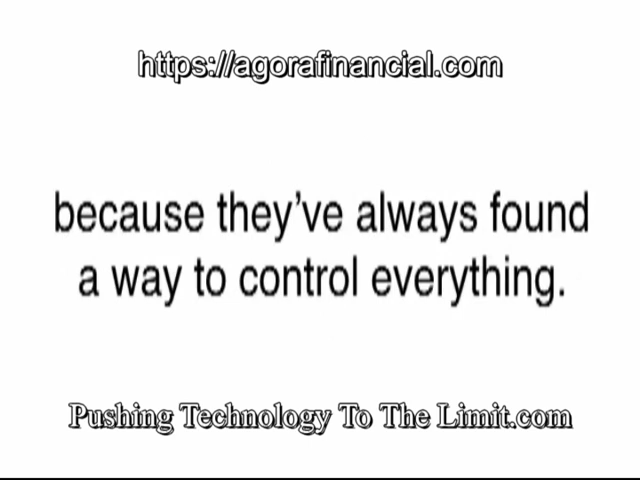 https://agorafinancial.com
because they've always found
a way to control everything.
Pushing Technology To The Limit.com